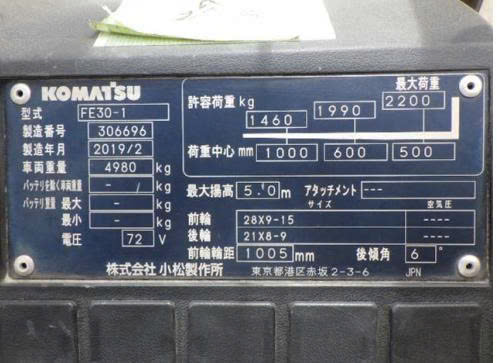 KOMATSU
型式 FE30-1
製造番号 306696
製造年月 2019/2
車両重量 4980 kg
バッテリを除く車両重量 - / kg
バッテリ重量 最大 - kg
最小 - kg
電圧 72 V
株式会社 小松製作所
最大荷重
許容荷重 kg 1460 1990 2200
荷重中心 mm 1000 600 500
最大揚高 5.0 m アタッチメント ---
サイズ 空気圧
前輪 28X9-15 ----
後輪 21X8-9 ----
前輪輪距 1005 mm 後傾角 6°
東京都港区赤坂2-3-6 JPN